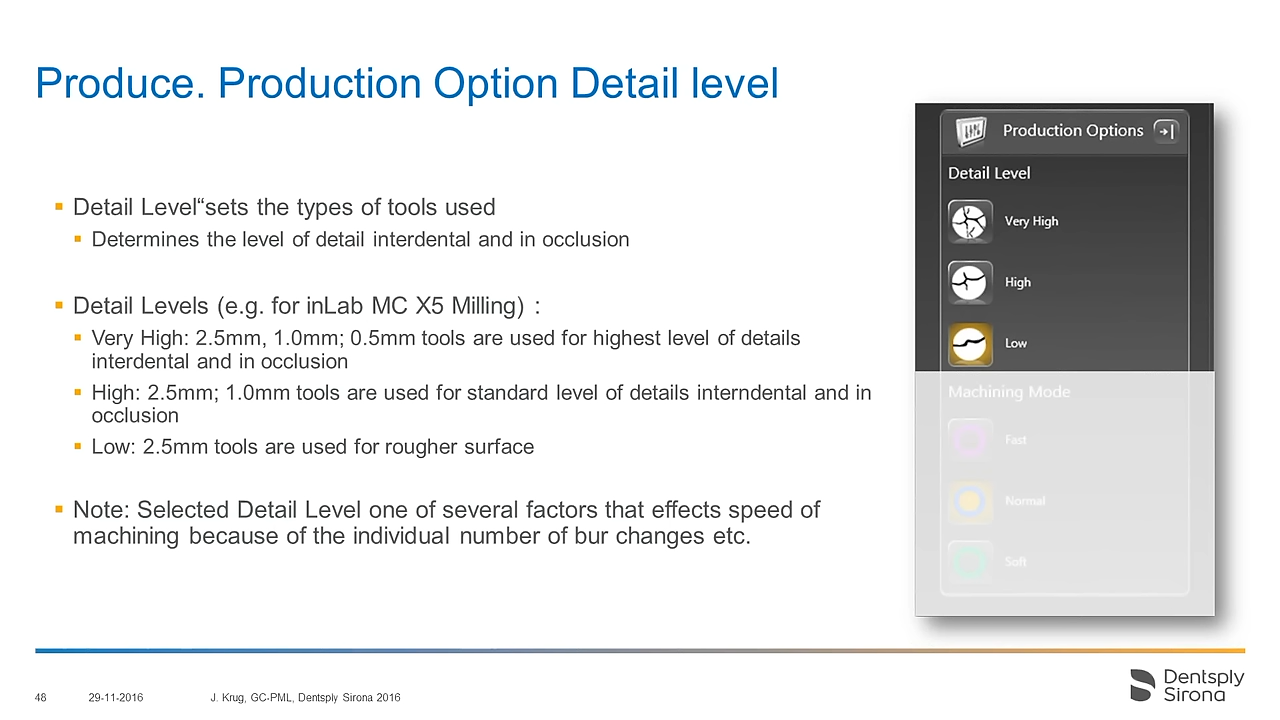 Produce. Production Option Detail level
Detail Level“sets the types of tools used
Determines the level of detail interdental and in occlusion
Detail Levels (e.g. for inLab MC X5 Milling) :
Very High: 2.5mm, 1.0mm; 0.5mm tools are used for highest level of details
interdental and in occlusion
High: 2.5mm; 1.0mm tools are used for standard level of details interndental and in
occlusion
Low: 2.5mm tools are used for rougher surface
Note: Selected Detail Level one of several factors that effects speed of
machining because of the individual number of bur changes etc.
Production Options
Detail Level
Very High
High
Low
Machining Mode
Fast
Normal
Soft
48 29-11-2016 J. Krug, GC-PML, Dentsply Sirona 2016
Dentsply
Sirona